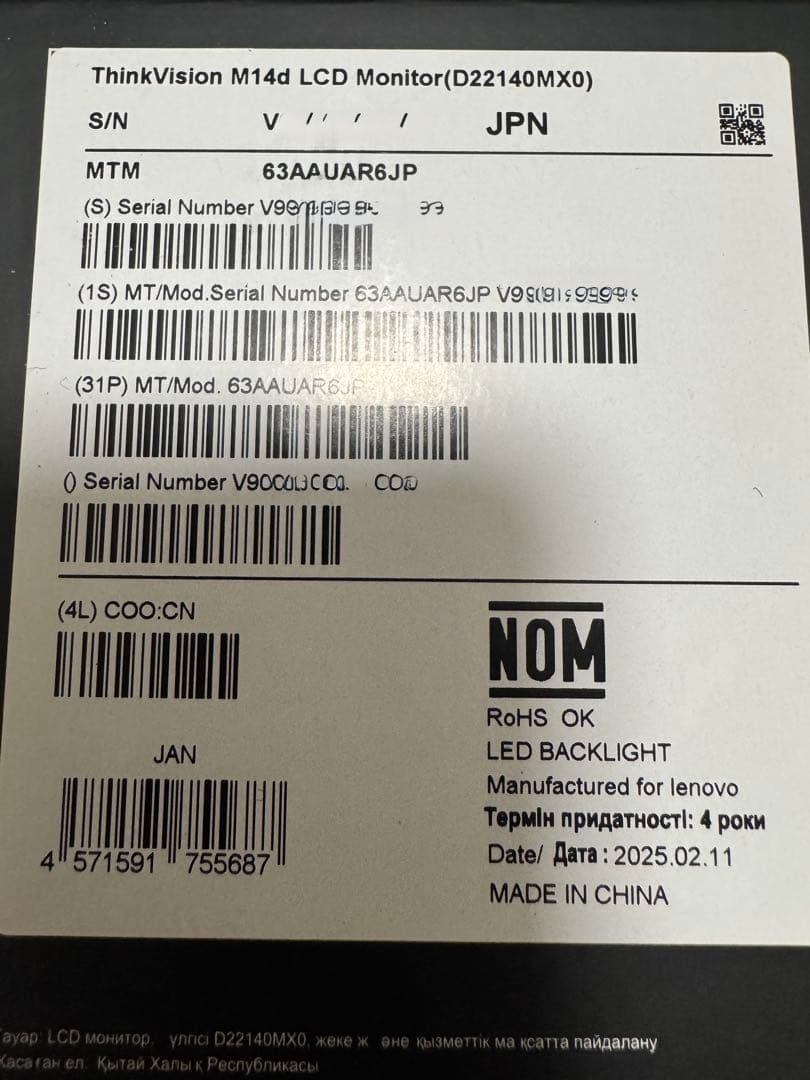 ThinkVision M14d LCD Monitor(D22140MX0)
S/N V JPN
MTM 63AAUAR6JP
(S) Serial Number
(1S) MT/Mod.Serial Number 63AAUAR6JP
(31P) MT/Mod. 63AAUAR6JP
() Serial Number
(4L) COO:CN
JAN
4 571591 755687
NOM
RoHS OK
LED BACKLIGHT
Manufactured for lenovo
Термін придатності: 4 роки
Date/ Дата : 2025.02.11
MADE IN CHINA
ауар: LCD монитор, үлгісі D22140MX0, жеке ж әне қызметтік ма қсатта пайдалану
Жасаған ел: Қытай Халы қ Республикасы